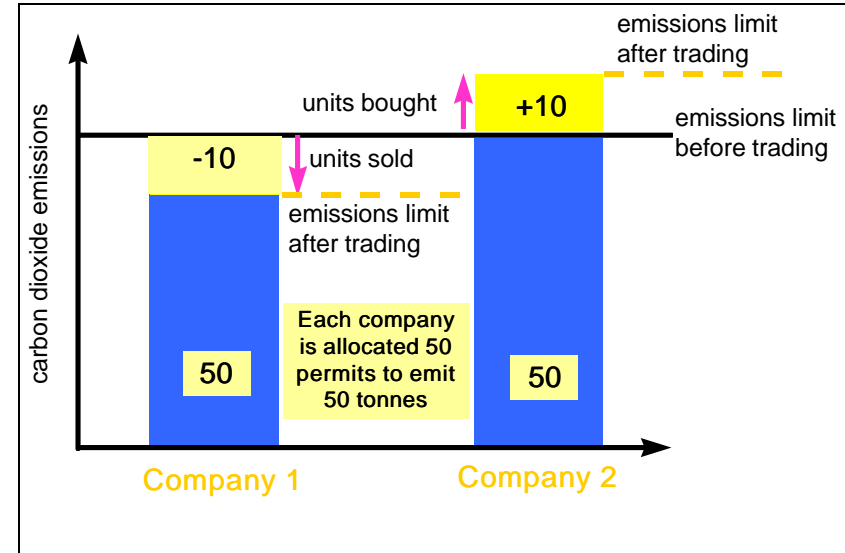 emissions limit
after trading
units bought
+10
emissions limit
before trading
-10
units sold
emissions limit
after trading
carbon dioxide emissions
Each company
is allocated 50
permits to emit
50 tonnes
50
50
Company 1
Company 2